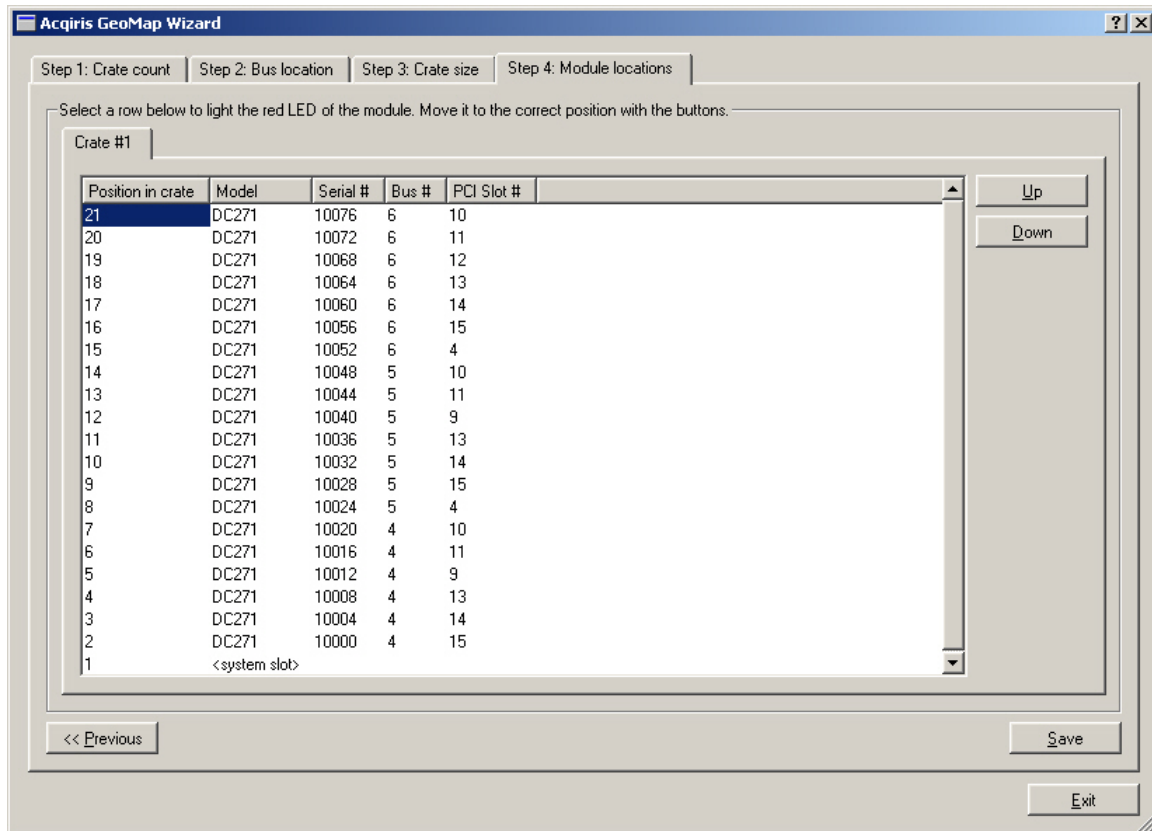 Acqiris GeoMap Wizard
Step 1: Crate count Step 2: Bus location Step 3: Crate size Step 4: Module locations
Select a row below to light the red LED of the module. Move it to the correct position with the buttons.
Crate #1
Position in crate Model Serial # Bus # PCI Slot # Up
21 DC271 10076 6 10
20 DC271 10072 6 11 Down
19 DC271 10068 6 12
18 DC271 10064 6 13
17 DC271 10060 6 14
16 DC271 10056 6 15
15 DC271 10052 6 4
14 DC271 10048 5 10
13 DC271 10044 5 11
12 DC271 10040 5 9
11 DC271 10036 5 13
10 DC271 10032 5 14
9 DC271 10028 5 15
8 DC271 10024 5 4
7 DC271 10020 4 10
6 DC271 10016 4 11
5 DC271 10012 4 9
4 DC271 10008 4 13
3 DC271 10004 4 14
2 DC271 10000 4 15
1 <system slot>
<< Previous Save
Exit